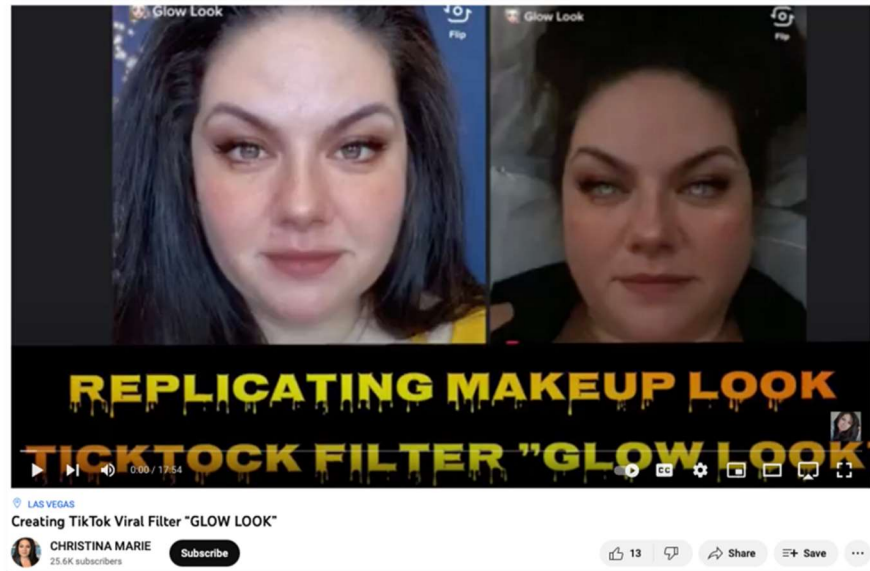 Glow Look
Flip
Glow Look
Flip
REPLICATING MAKEUP LOOK
TICKTOCK FILTER "GLOW LOOK"
0:00 / 17:54
CC
LAS VEGAS
Creating TikTok Viral Filter "GLOW LOOK"
CHRISTINA MARIE
25.6K subscribers
Subscribe
13
Share
Save